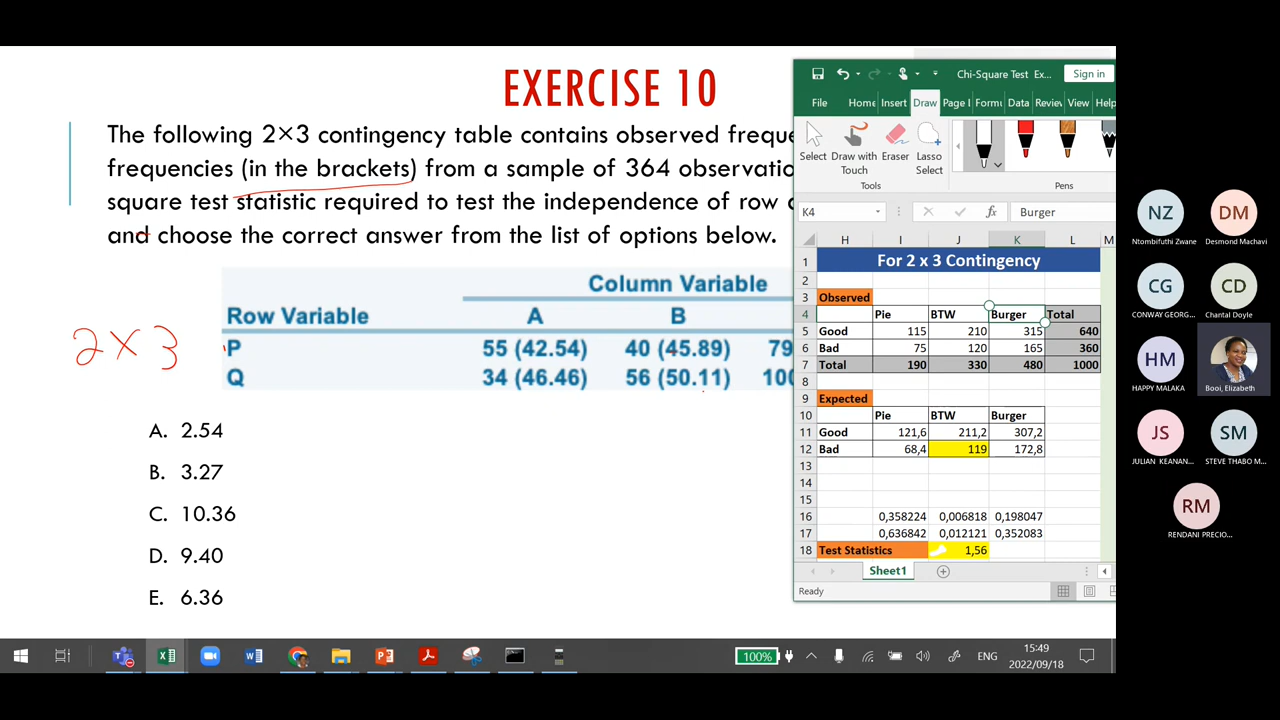 EXERCISE 10
The following 2×3 contingency table contains observed
frequencies (in the brackets) from a sample of 364
square test statistic required to test the independence of row
and choose the correct answer from the list of options below.
Column Variable
Row Variable A B
P 55 (42.54) 40 (45.89) 79
Q 34 (46.46) 56 (50.11)
2 × 3
A. 2.54
B. 3.27
C. 10.36
D. 9.40
E. 6.36
Chi-Square Test Ex... Sign in
File Home Insert Draw Page Data View Help
Select Draw with Touch Eraser Lasso Select
Tools Pens
K4 fx Burger
H I J K L M
1 For 2 x 3 Contingency
2
3 Observed
4 Pie BTW Burger Total
5 Good 115 210 315 640
6 Bad 75 120 165 360
7 Total 190 330 480 1000
8
9 Expected
10 Pie BTW Burger
11 Good 121,6 211,2 307,2
12 Bad 68,4 119 172,8
13
14
15
16 0,358224 0,006818 0,198047
17 0,636842 0,012121 0,352083
18 Test Statistics 1,56
Sheet1
Ready
NZ DM
Ntombifuthi Zwane Desmond Machavi
CG CD
CONWAY GEORG... Chantal Doyle
HM
HAPPY MALAKA Booi, Elizabeth
JS SM
JULIAN KEANAN... STEVE THABO M...
RM
RENDANI PRECIO...
100% ENG 15:49
2022/09/18